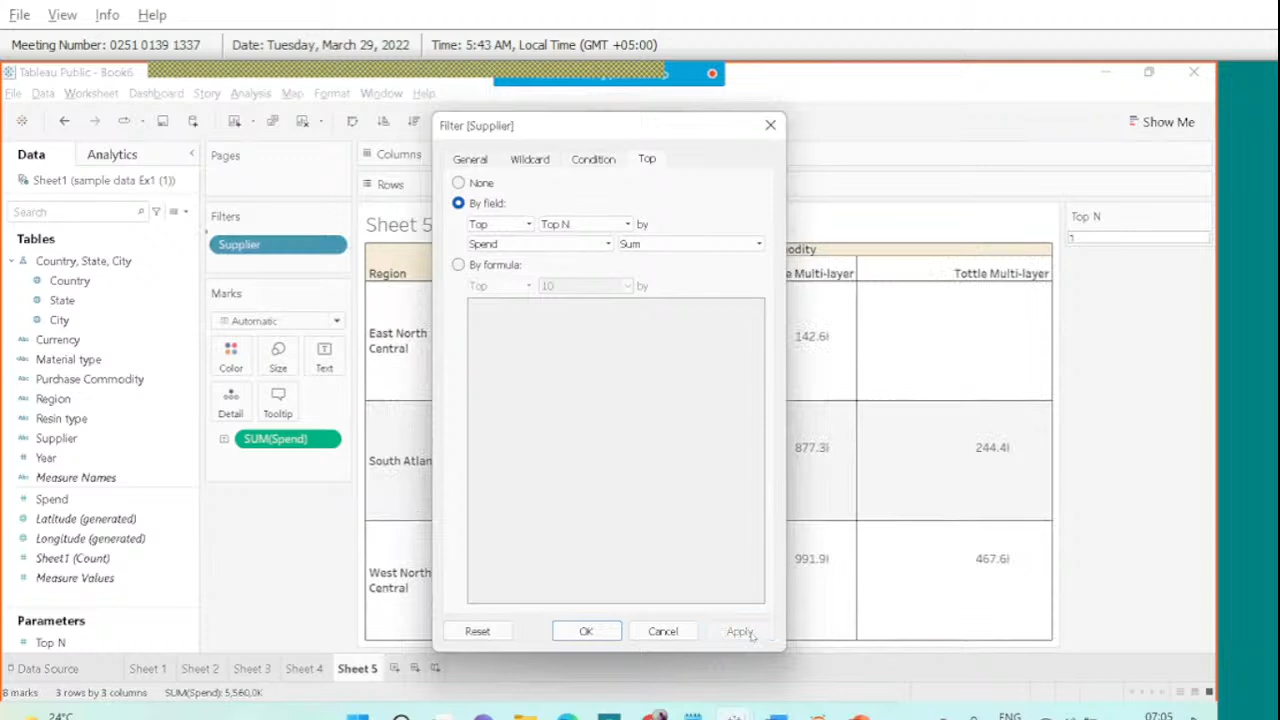 File View Info Help
Meeting Number: 0251 0139 1337 Date: Tuesday, March 29, 2022 Time: 5:43 AM, Local Time (GMT +05:00)
Tableau Public - Book6
File Data Worksheet Dashboard Story Analysis Map Format Window Help
Show Me
Data Analytics
Sheet1 (sample data Ex1 (1))
Search
Tables
Country, State, City
Country
State
City
Abc Currency
Abc Material type
Abc Purchase Commodity
Abc Region
Abc Resin type
Abc Supplier
# Year
Abc Measure Names
# Spend
Latitude (generated)
Longitude (generated)
# Sheet1 (Count)
# Measure Values
Parameters
# Top N
Pages
Filters
Supplier
Marks
Automatic
Color Size Text
Detail Tooltip
SUM(Spend)
Columns
Rows
Sheet 5
Region
East North
Central
South Atlan
West North
Central
Filter [Supplier]
General Wildcard Condition Top
None
By field:
Top Top N by
Spend Sum
By formula:
Top 10 by
Reset OK Cancel Apply
odity
e Multi-layer Tottle Multi-layer
142.6
877.3 244.4
991.9 467.6
Top N
1
Data Source Sheet 1 Sheet 2 Sheet 3 Sheet 4 Sheet 5
8 marks 3 rows by 3 columns SUM(Spend): 5,560.0K
24°C
ENG
07:05